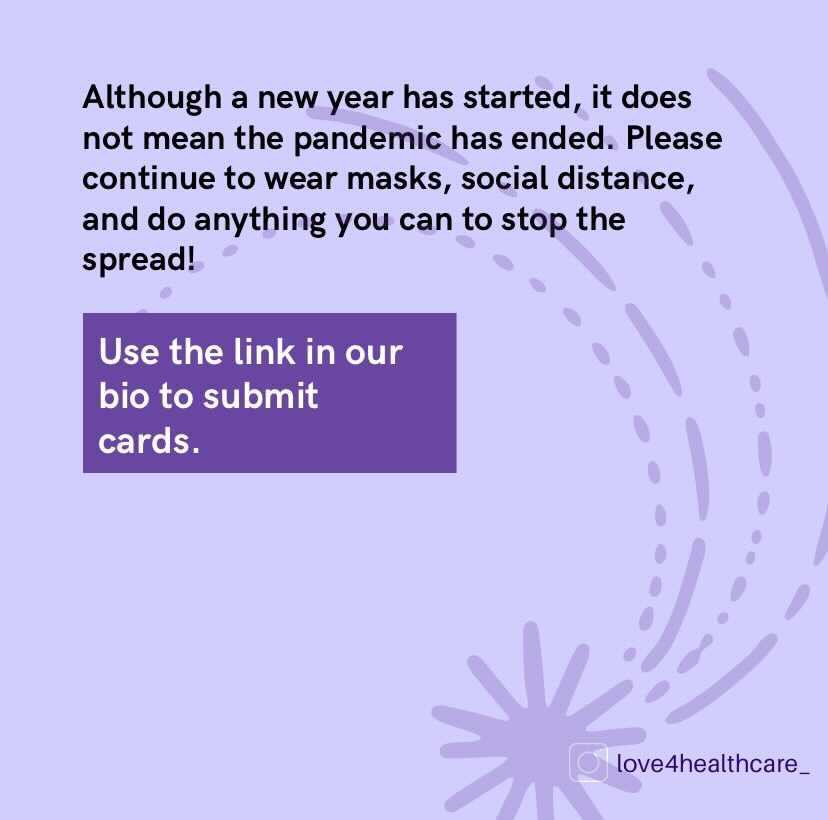 Although a new year has started, it does
not mean the pandemic has ended. Please
continue to wear masks, social distance,
and do anything you can to stop the
spread!
Use the link in our
bio to submit
cards.
love4healthcare_